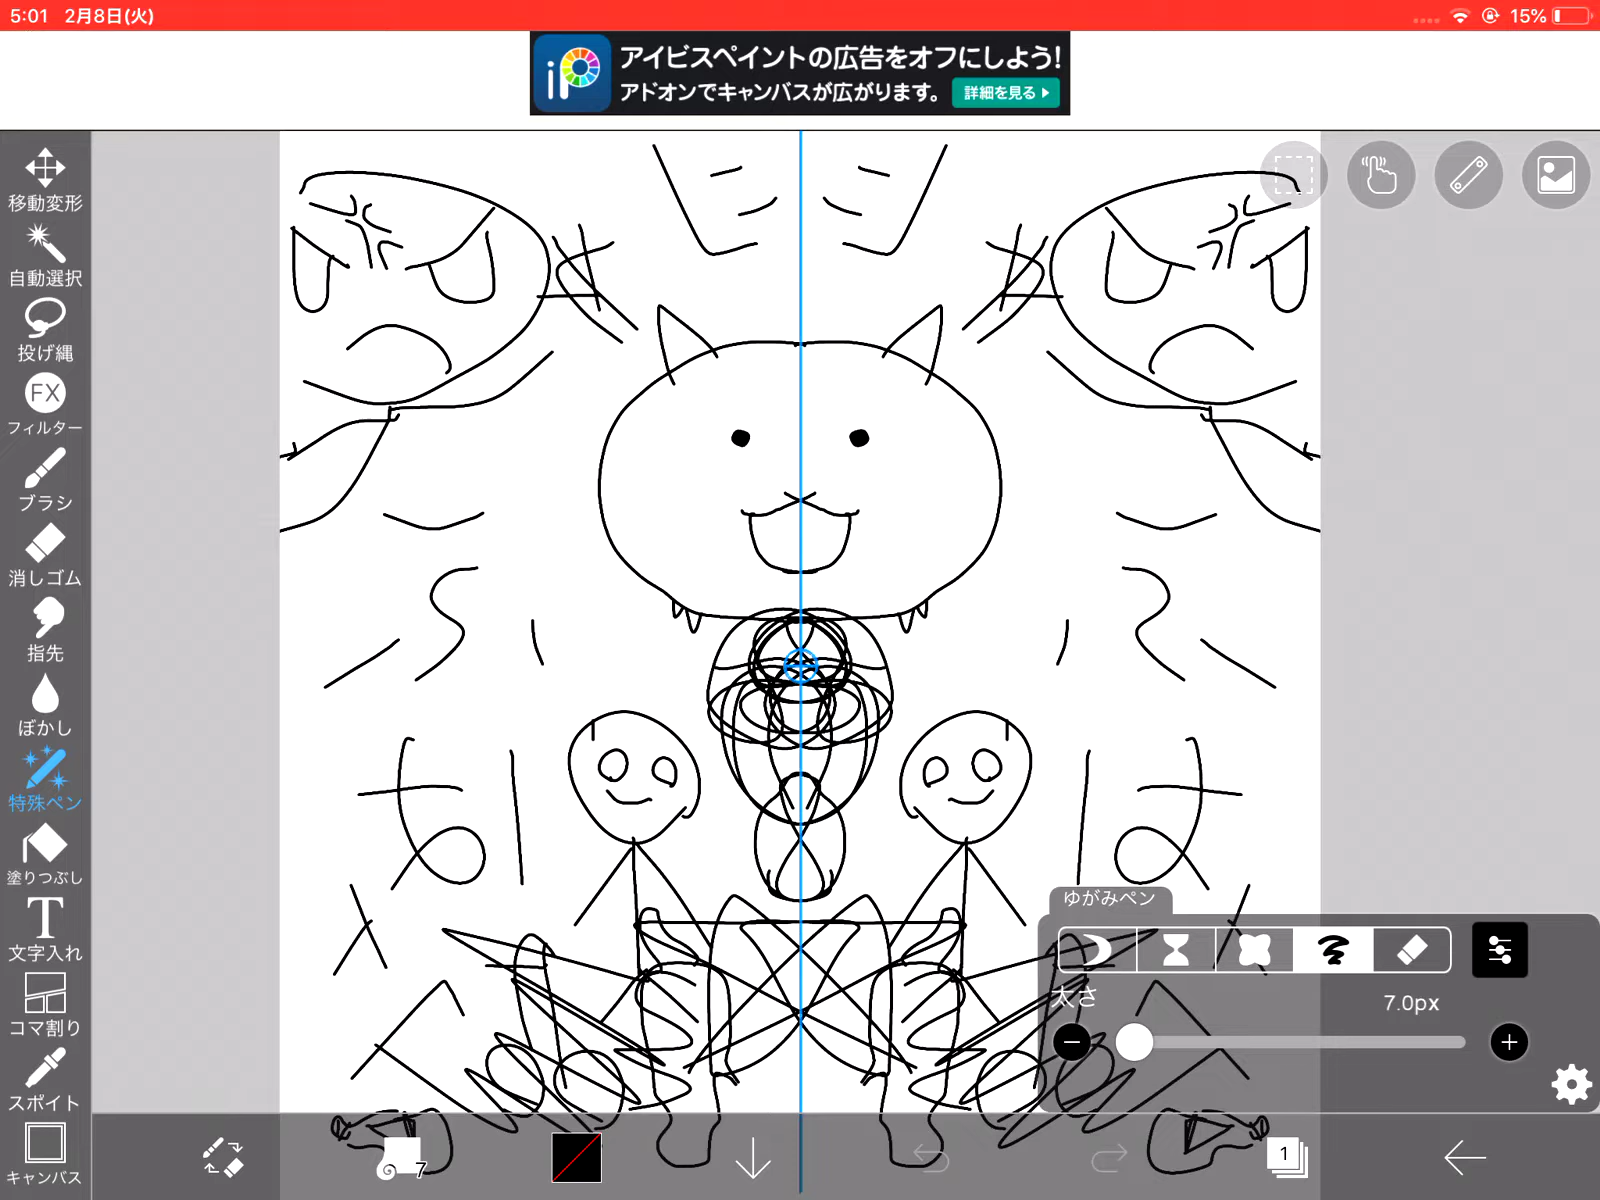 5:01 2月8日(火)
15%
iP
アイビスペイントの広告をオフにしよう!
アドオンでキャンバスが広がります。
詳細を見る
移動変形
自動選択
投げ縄
FX
フィルター
ブラシ
消しゴム
指先
ぼかし
特殊ペン
塗りつぶし
T
文字入れ
コマ割り
スポイト
キャンバス
ゆがみペン
太さ
7.0px
7
1